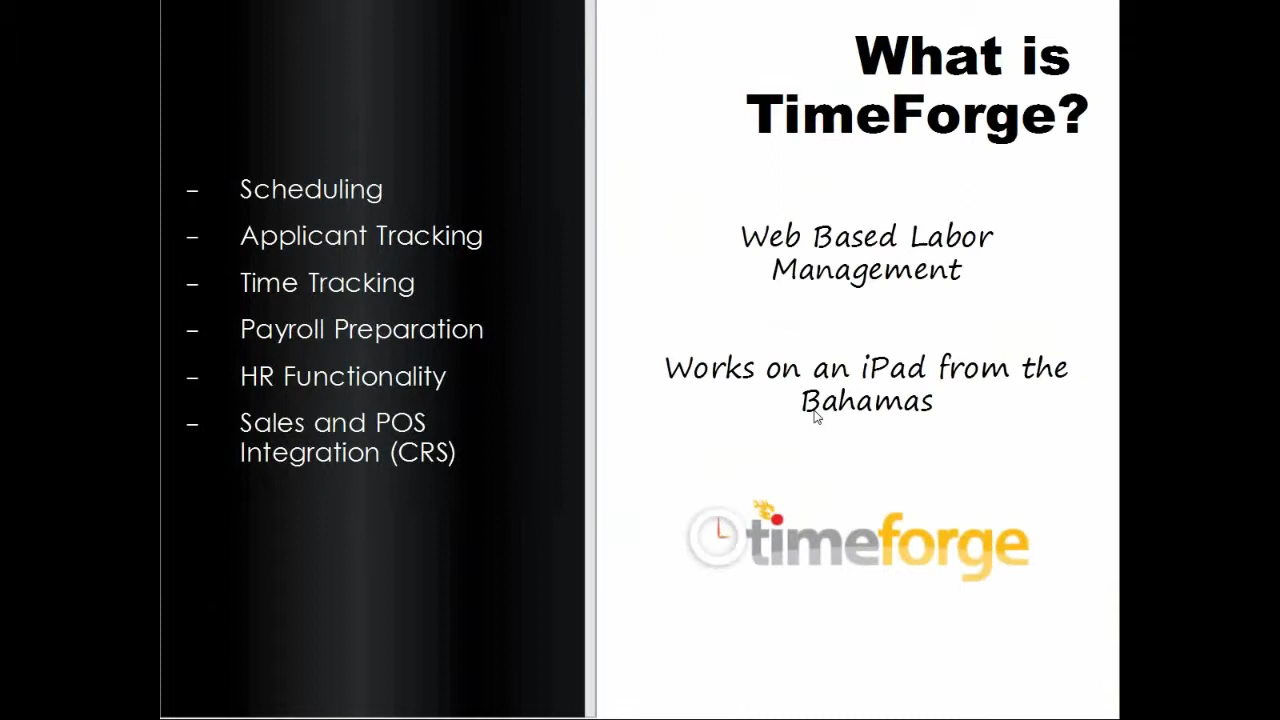 What is
TimeForge?
- Scheduling
- Applicant Tracking
- Time Tracking
- Payroll Preparation
- HR Functionality
- Sales and POS
Integration (CRS)
Web Based Labor
Management
Works on an iPad from the
Bahamas
timeforge